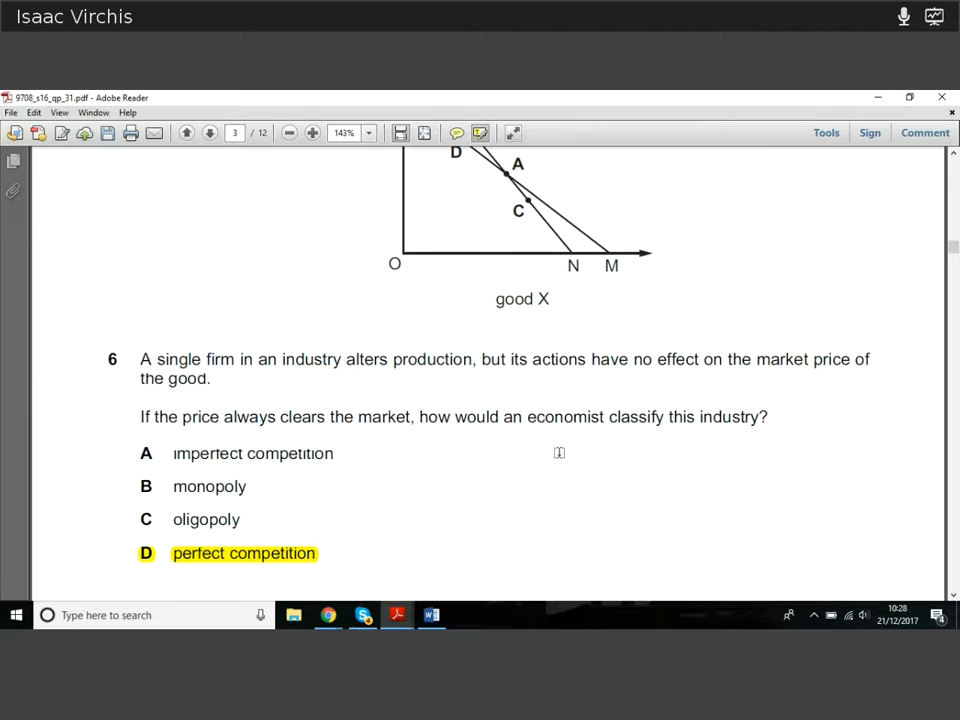 Isaac Virchis
9708_s16_qp_31.pdf - Adobe Reader
File Edit View Window Help
3 / 12 143% Tools Sign Comment
D
A
C
O
N M
good X
6 A single firm in an industry alters production, but its actions have no effect on the market price of
the good.
If the price always clears the market, how would an economist classify this industry?
A imperfect competition
B monopoly
C oligopoly
D perfect competition
Type here to search
10:28
21/12/2017
4